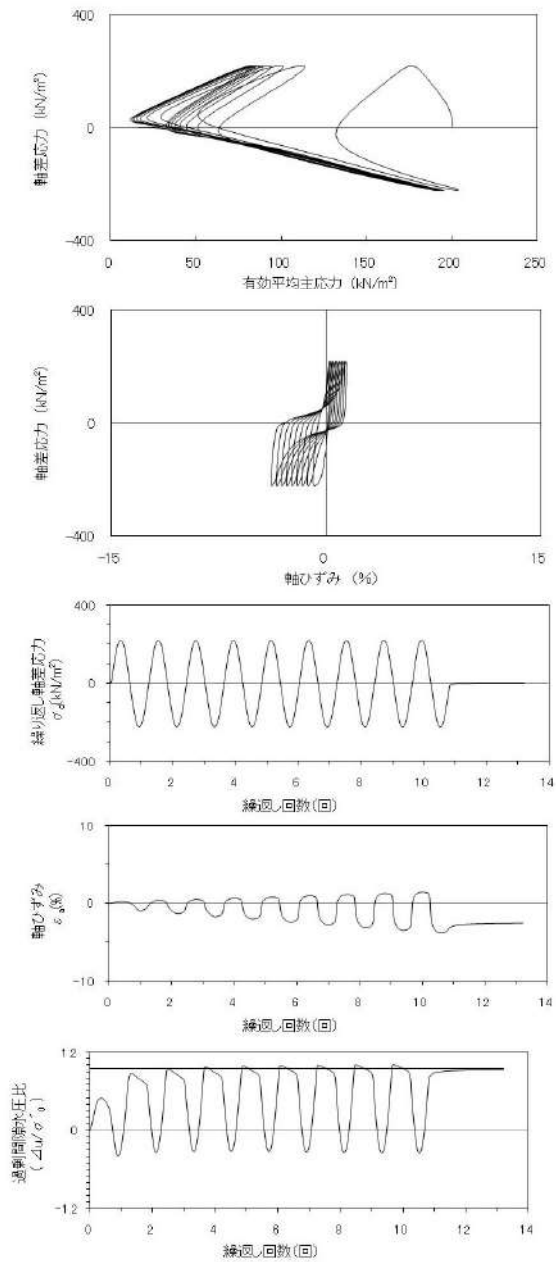 400
0
-400
軸差応力 (kN/m²)
0 50 100 150 200 250
有効平均主応力 (kN/m²)
400
0
-400
軸差応力 (kN/m²)
-15 0 15
軸ひずみ (%)
400
0
-400
繰り返し軸差応力
σd(kN/m²)
0 2 4 6 8 10 12 14
繰返し回数(回)
10
0
-10
軸ひずみ
εa(%)
0 2 4 6 8 10 12 14
繰返し回数(回)
1.2
0
-1.2
過剰間隙水圧比
(Δu/σ'0)
0 2 4 6 8 10 12 14
繰返し回数(回)